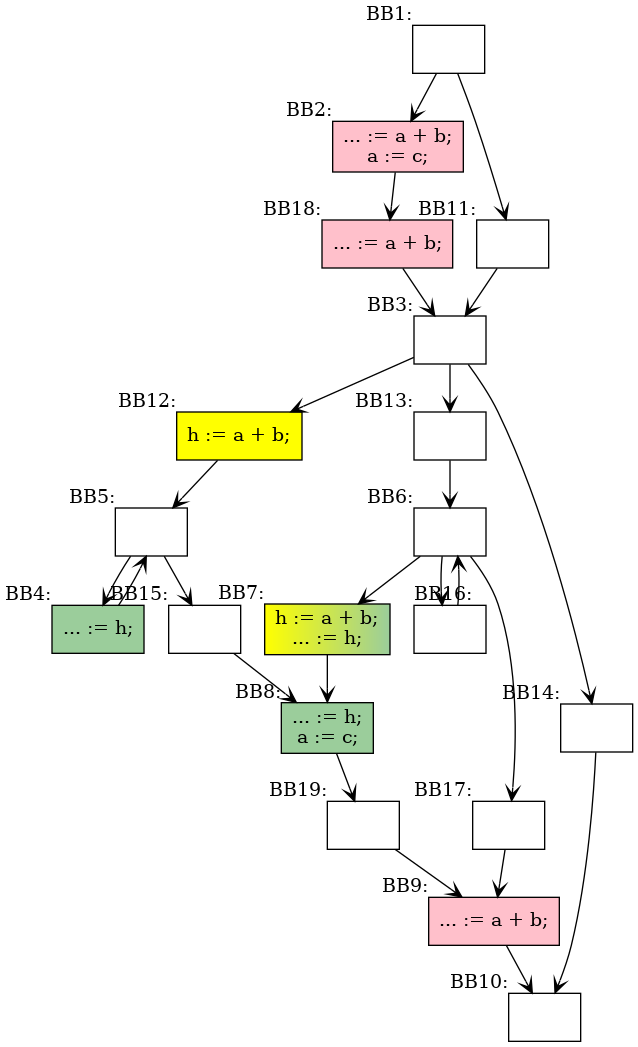 BB1:
BB2:
... := a + b;
a := c;
BB18:
... := a + b;
BB11:
BB3:
BB12:
h := a + b;
BB13:
BB5:
BB6:
BB4:
... := h;
BB15:
BB7:
h := a + b;
... := h;
BB16:
BB8:
... := h;
a := c;
BB14:
BB19:
BB17:
BB9:
... := a + b;
BB10: